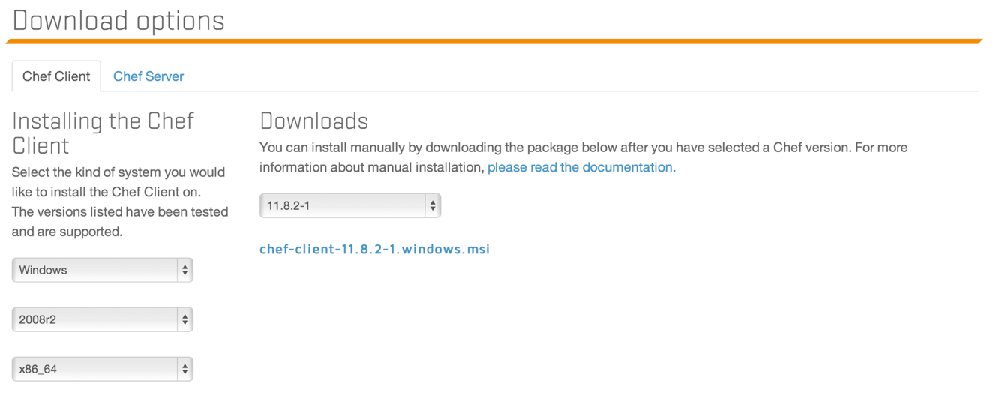 Download options
Chef Client
Chef Server
Installing the Chef
Client
Select the kind of system you would
like to install the Chef Client on.
The versions listed have been tested
and are supported.
Windows
2008r2
x86_64
Downloads
You can install manually by downloading the package below after you have selected a Chef version. For more
information about manual installation, please read the documentation.
11.8.2-1
chef-client-11.8.2-1.windows.msi